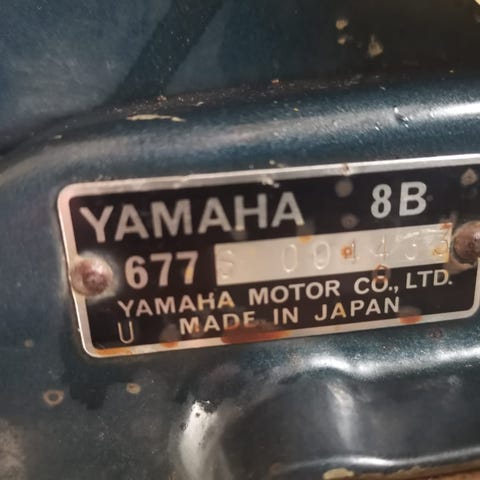 YAMAHA 8B
677 S
YAMAHA MOTOR CO., LTD.
U MADE IN JAPAN